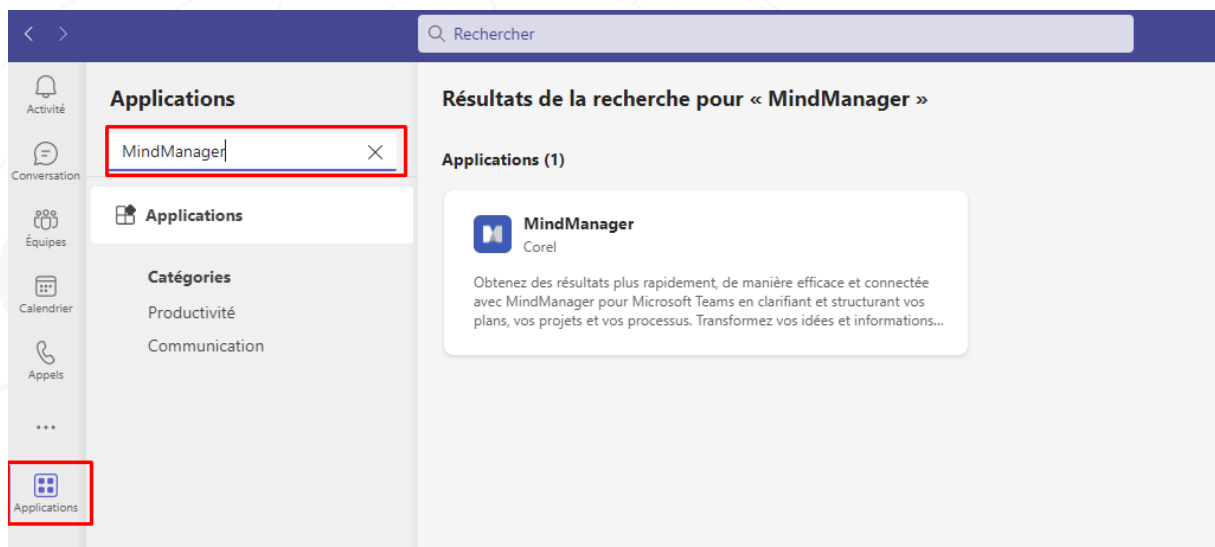 Rechercher
Activité
Conversation
Équipes
Calendrier
Appels
Applications
Applications
MindManager
Applications
Catégories
Productivité
Communication
Résultats de la recherche pour « MindManager »
Applications (1)
MindManager
Corel
Obtenez des résultats plus rapidement, de manière efficace et connectée
avec MindManager pour Microsoft Teams en clarifiant et structurant vos
plans, vos projets et vos processus. Transformez vos idées et informations...